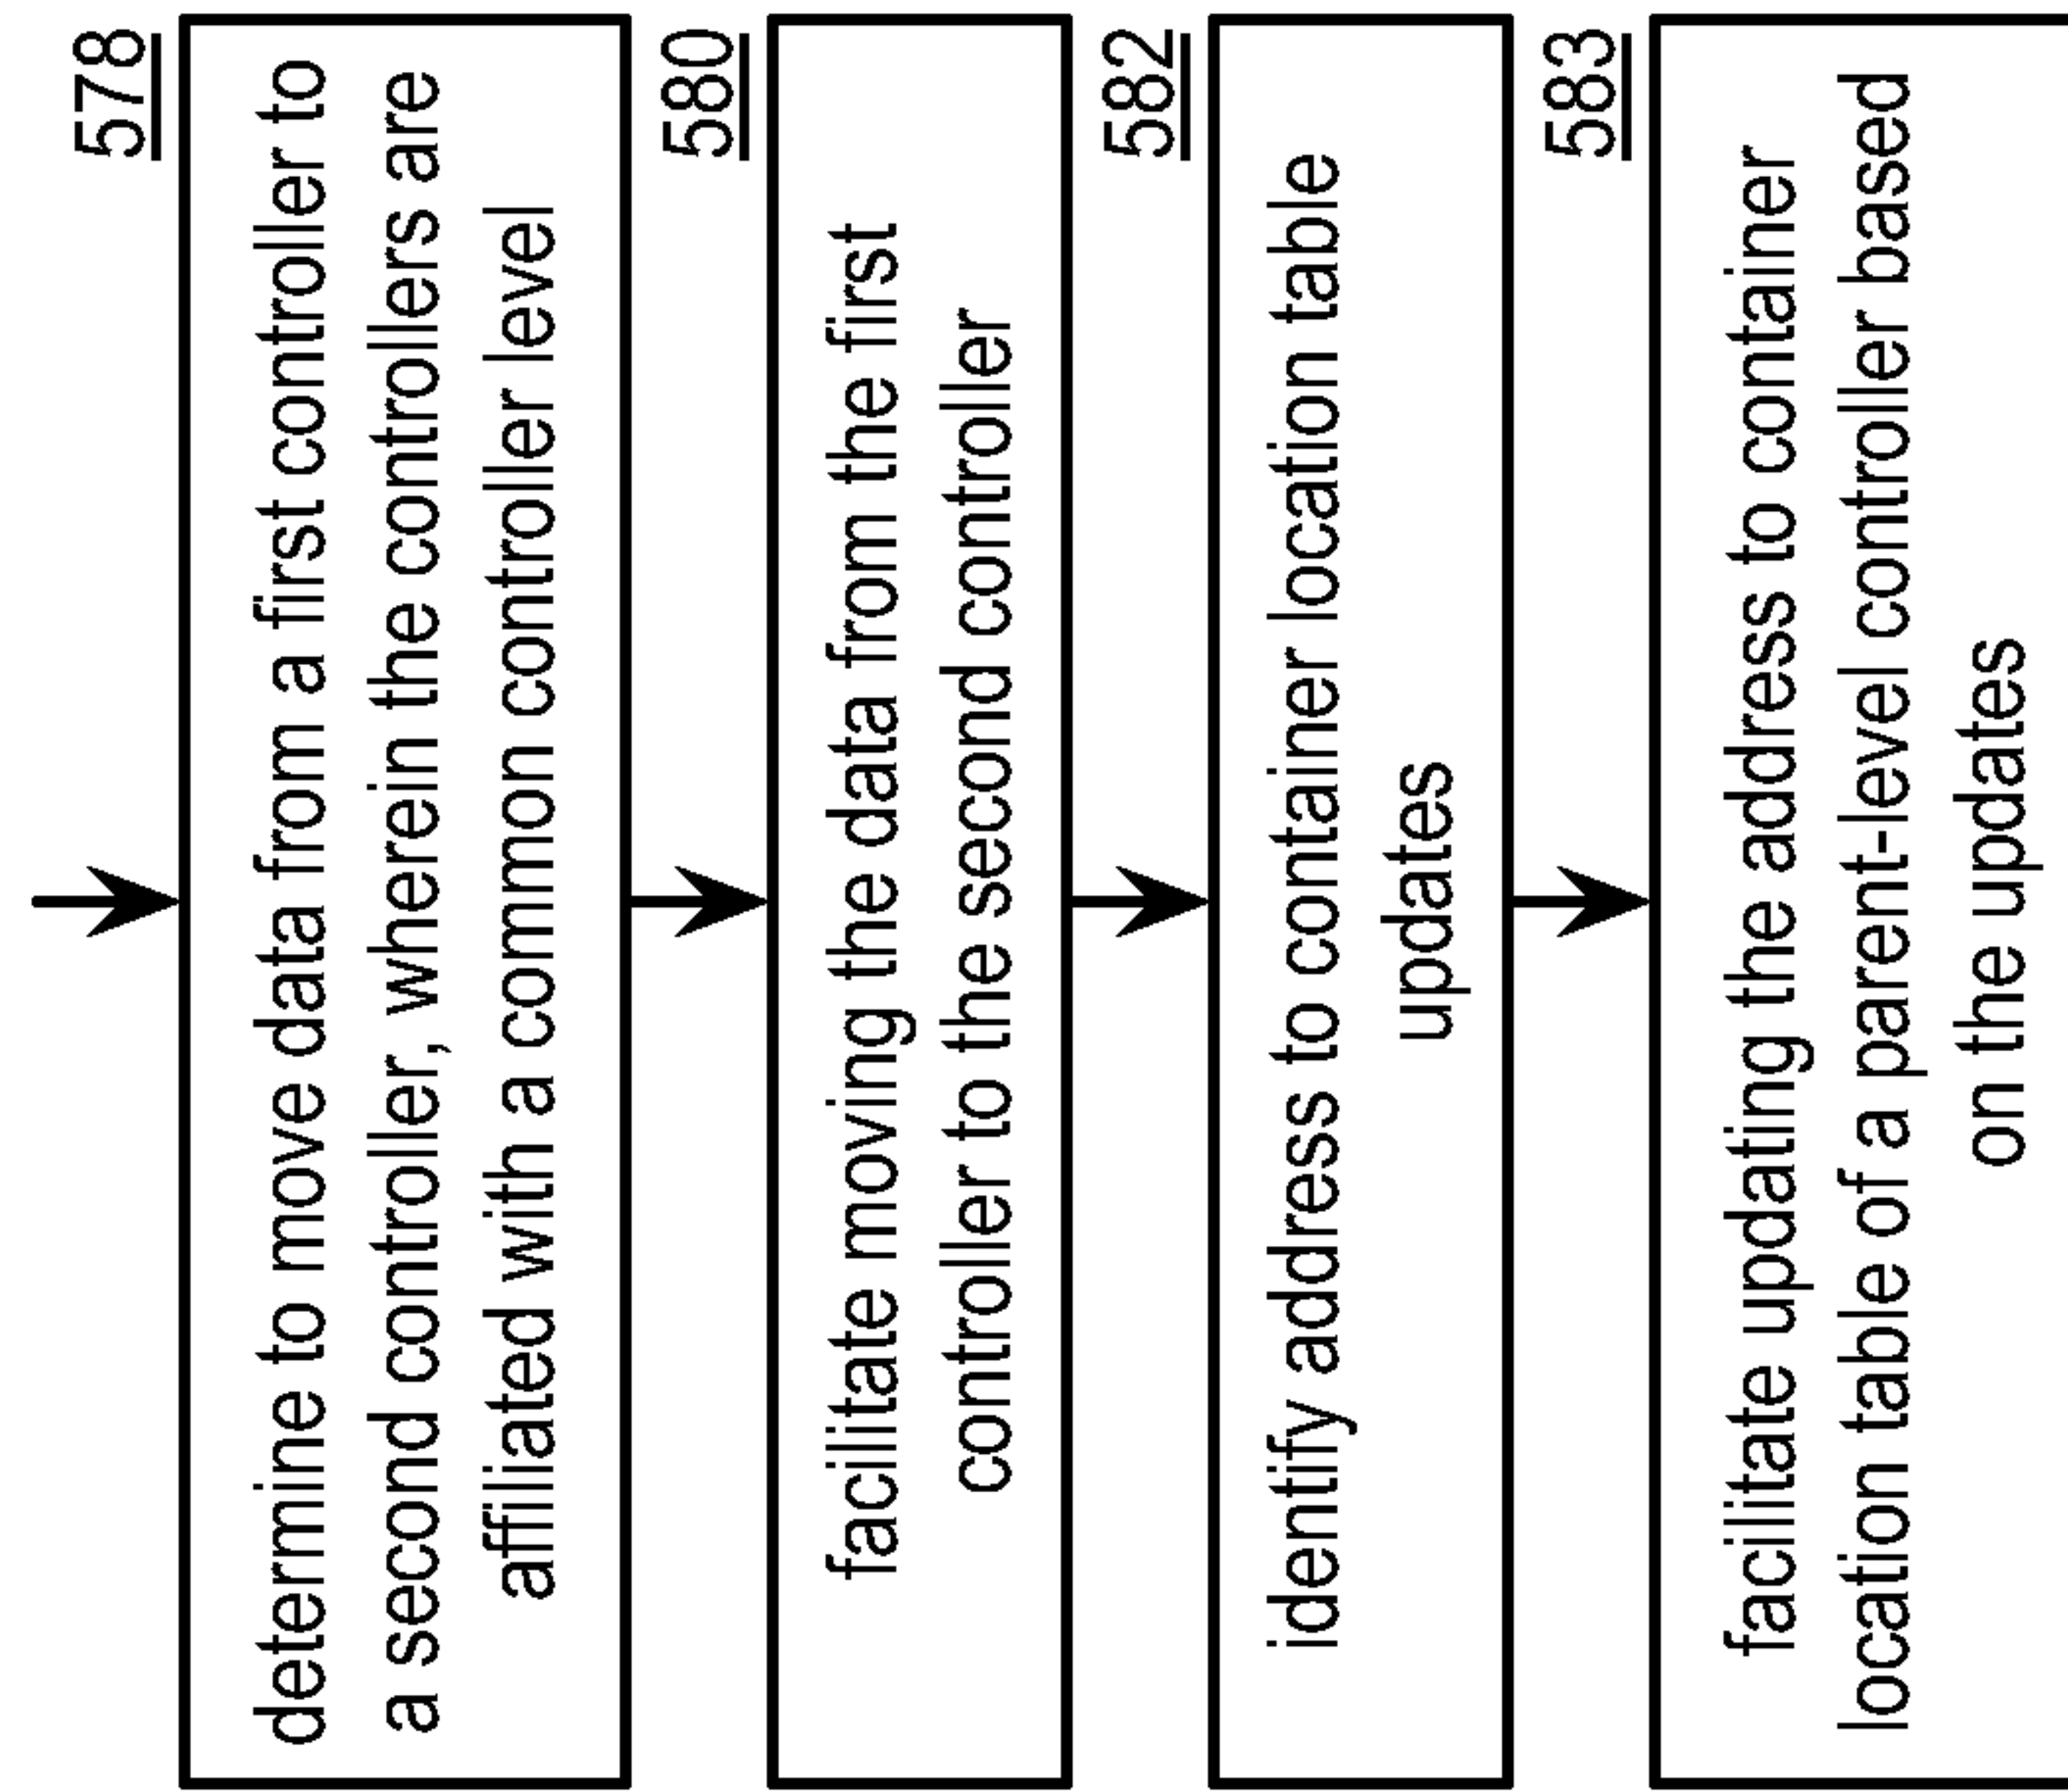 578
determine to move data from a first controller to
a second controller, wherein the controllers are
affiliated with a common controller level
580
facilitate moving the data from the first
controller to the second controller
582
identify address to container location table
updates
583
facilitate updating the address to container
location table of a parent-level controller based
on the updates